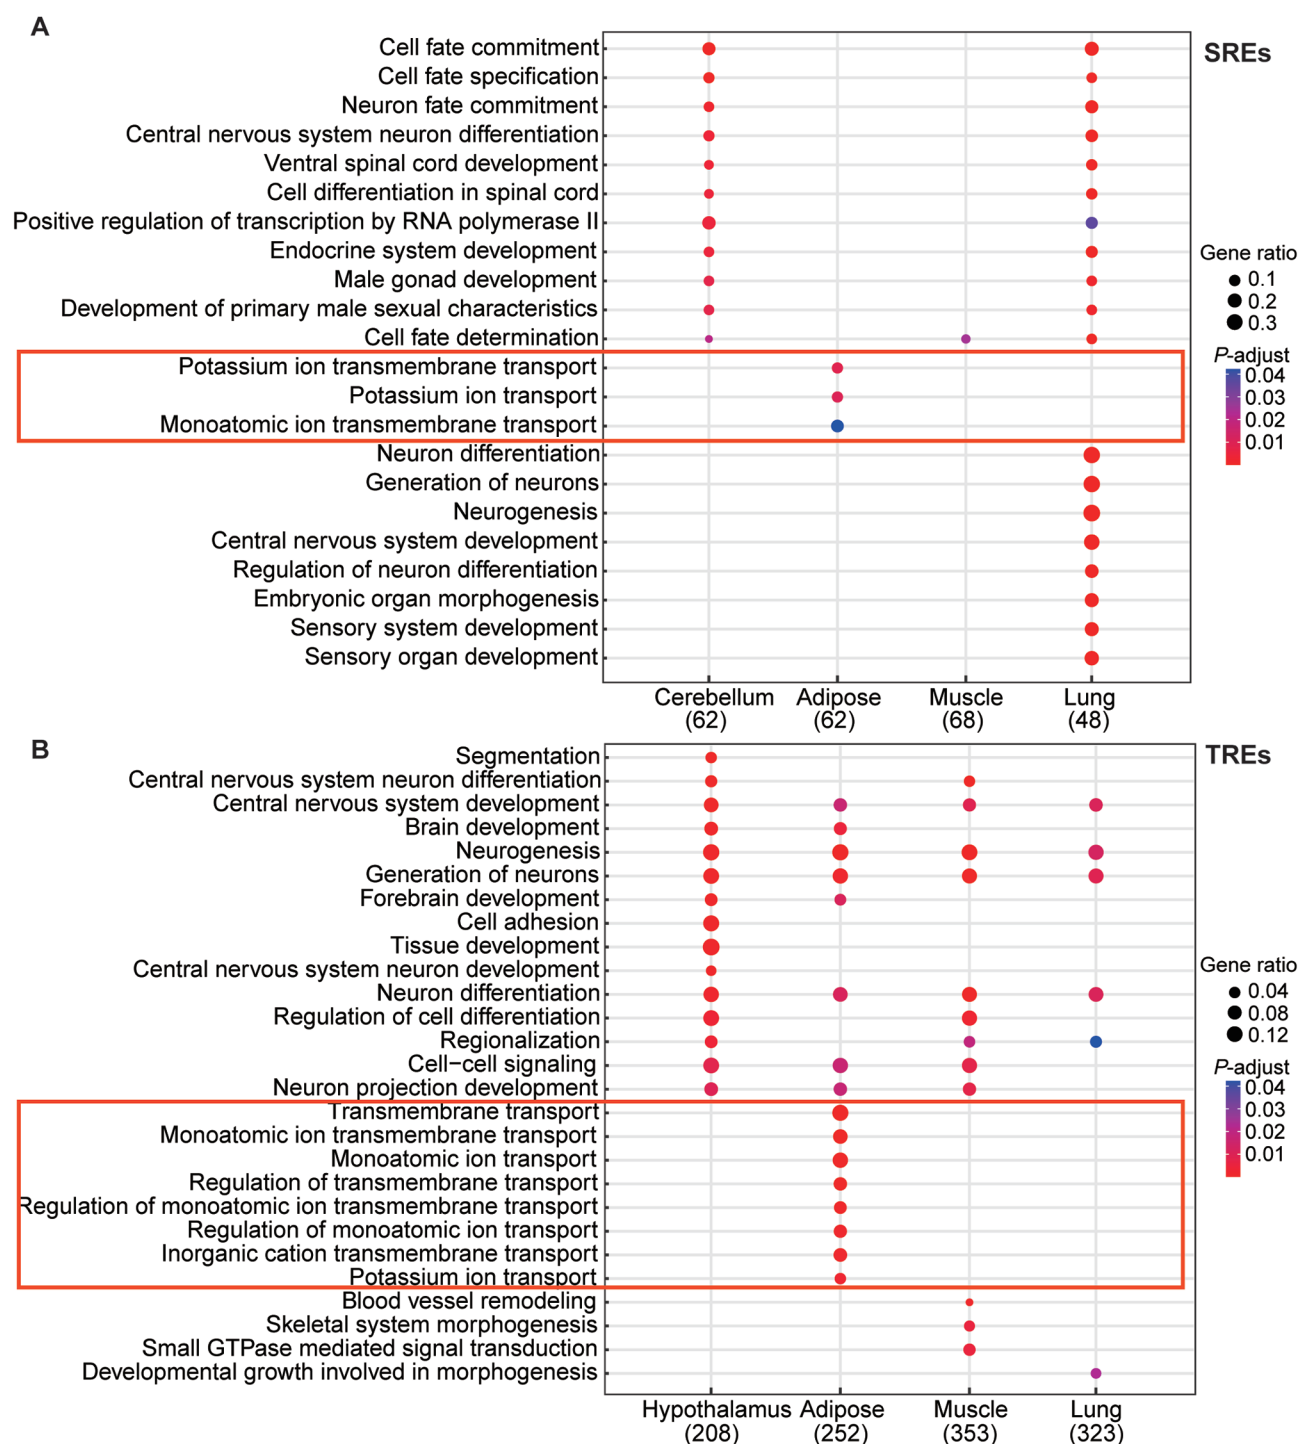 A
SREs
Cell fate commitment
Cell fate specification
Neuron fate commitment
Central nervous system neuron differentiation
Ventral spinal cord development
Cell differentiation in spinal cord
Positive regulation of transcription by RNA polymerase II
Endocrine system development
Male gonad development
Development of primary male sexual characteristics
Cell fate determination
Potassium ion transmembrane transport
Potassium ion transport
Monoatomic ion transmembrane transport
Neuron differentiation
Generation of neurons
Neurogenesis
Central nervous system development
Regulation of neuron differentiation
Embryonic organ morphogenesis
Sensory system development
Sensory organ development
Gene ratio
0.1
0.2
0.3
P-adjust
0.04
0.03
0.02
0.01
Cerebellum Adipose Muscle Lung
(62) (62) (68) (48)
B
TREs
Segmentation
Central nervous system neuron differentiation
Central nervous system development
Brain development
Neurogenesis
Generation of neurons
Forebrain development
Cell adhesion
Tissue development
Central nervous system neuron development
Neuron differentiation
Regulation of cell differentiation
Regionalization
Cell−cell signaling
Neuron projection development
Transmembrane transport
Monoatomic ion transmembrane transport
Monoatomic ion transport
Regulation of transmembrane transport
Regulation of monoatomic ion transmembrane transport
Regulation of monoatomic ion transport
Inorganic cation transmembrane transport
Potassium ion transport
Blood vessel remodeling
Skeletal system morphogenesis
Small GTPase mediated signal transduction
Developmental growth involved in morphogenesis
Gene ratio
0.04
0.08
0.12
P-adjust
0.04
0.03
0.02
0.01
Hypothalamus Adipose Muscle Lung
(208) (252) (353) (323)